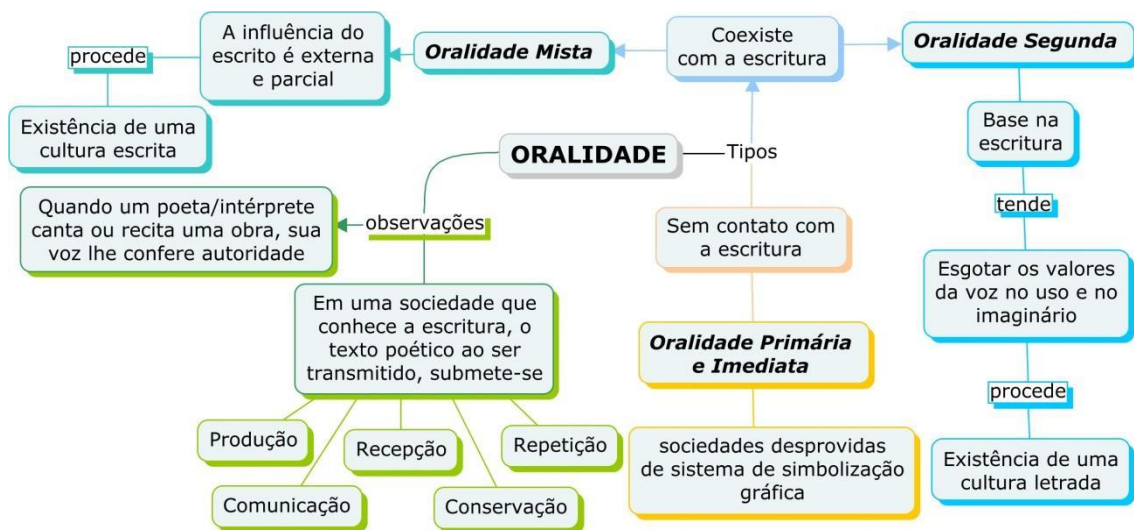 ORALIDADE
Tipos
Coexiste
com a escritura
Oralidade Mista
A influência do
escrito é externa
e parcial
procede
Existência de uma
cultura escrita
Oralidade Segunda
Base na
escritura
tende
Esgotar os valores
da voz no uso e no
imaginário
procede
Existência de uma
cultura letrada
Sem contato com
a escritura
Oralidade Primária
e Imediata
sociedades desprovidas
de sistema de simbolização
gráfica
observações
Quando um poeta/intérprete
canta ou recita uma obra, sua
voz lhe confere autoridade
Em uma sociedade que
conhece a escritura, o
texto poético ao ser
transmitido, submete-se
Produção
Comunicação
Recepção
Conservação
Repetição